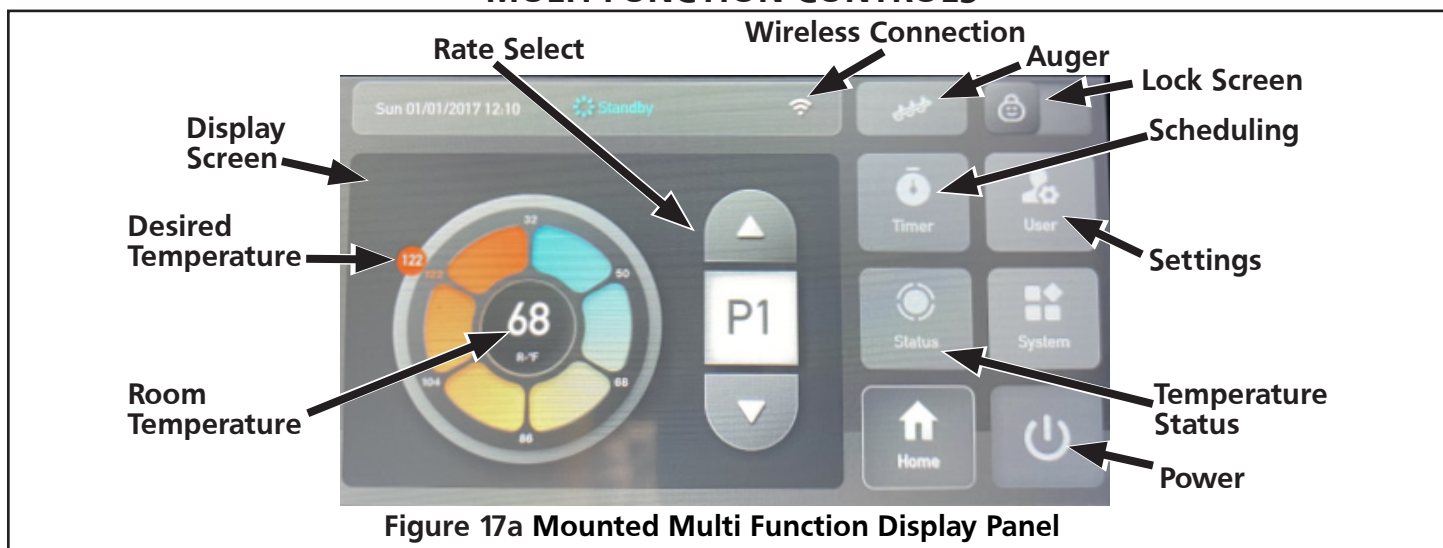 MULTI FUNCTION CONTROLS
Rate Select
Wireless Connection
Auger
Lock Screen
Scheduling
Display
Screen
Desired
Temperature
Room
Temperature
Settings
Temperature
Status
Power
Sun 01/01/2017 12:10
Standby
Timer
User
32
122
122
50
68
R-°F
104
68
86
P1
Status
System
Home
Figure 17a Mounted Multi Function Display Panel